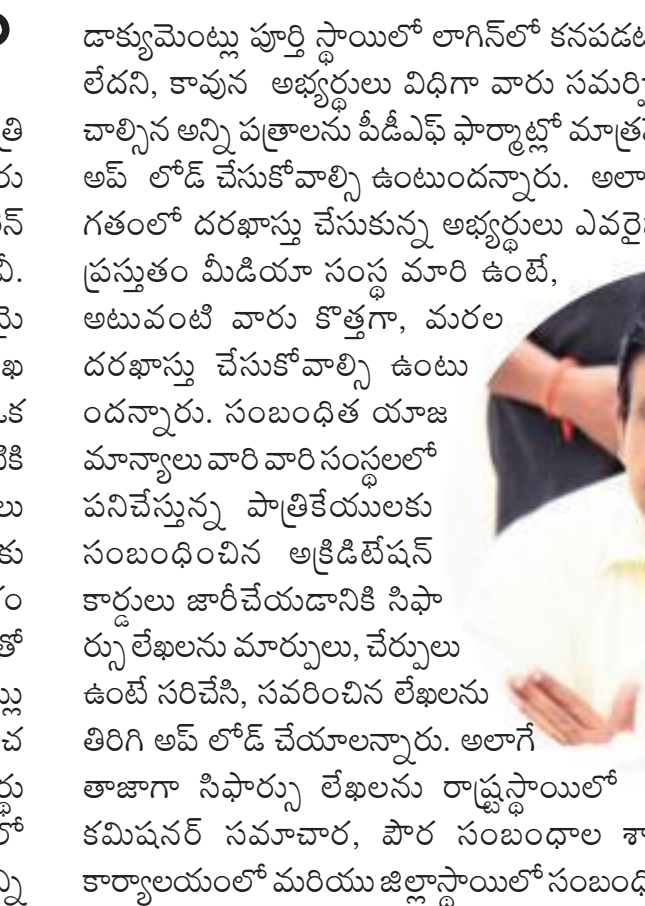 త్రి
రు
న్
వీ.
మై
ఖ
ఒక
టికి
లు
కు
ం
తో
ట్లు
చ
ర్థు
లో
న్ని
డాక్యుమెంట్లు పూర్తి స్థాయిలో లాగిన్‌లో కనపడట
లేదని, కావున అభ్యర్థులు విధిగా వారు
చాల్సిన అన్ని పత్రాలను పీడీఎఫ్ ఫార్మాట్లో
అప్ లోడ్ చేసుకోవాల్సి ఉంటుందన్నారు. అలా
గతంలో దరఖాస్తు చేసుకున్న అభ్యర్థులు
ప్రస్తుతం మీడియా సంస్థ మారి ఉంటే,
అటువంటి వారు కొత్తగా, మరల
దరఖాస్తు చేసుకోవాల్సి ఉంటు
ందన్నారు. సంబంధిత యాజ
మాన్యాలు వారి వారి సంస్థలలో
పనిచేస్తున్న పాత్రికేయులకు
సంబంధించిన అక్రిడిటేషన్
కార్డులు జారీచేయడానికి సిఫా
ర్సు లేఖలను మార్పులు, చేర్పులు
ఉంటే సరిచేసి, సవరించిన లేఖలను
తిరిగి అప్ లోడ్ చేయాలన్నారు. అలాగే
తాజాగా సిఫార్సు లేఖలను రాష్ట్రస్థాయిలో
కమిషనర్ సమాచార, పౌర సంబంధాల శా
కార్యాలయంలో మరియు జిల్లాస్థాయిలో